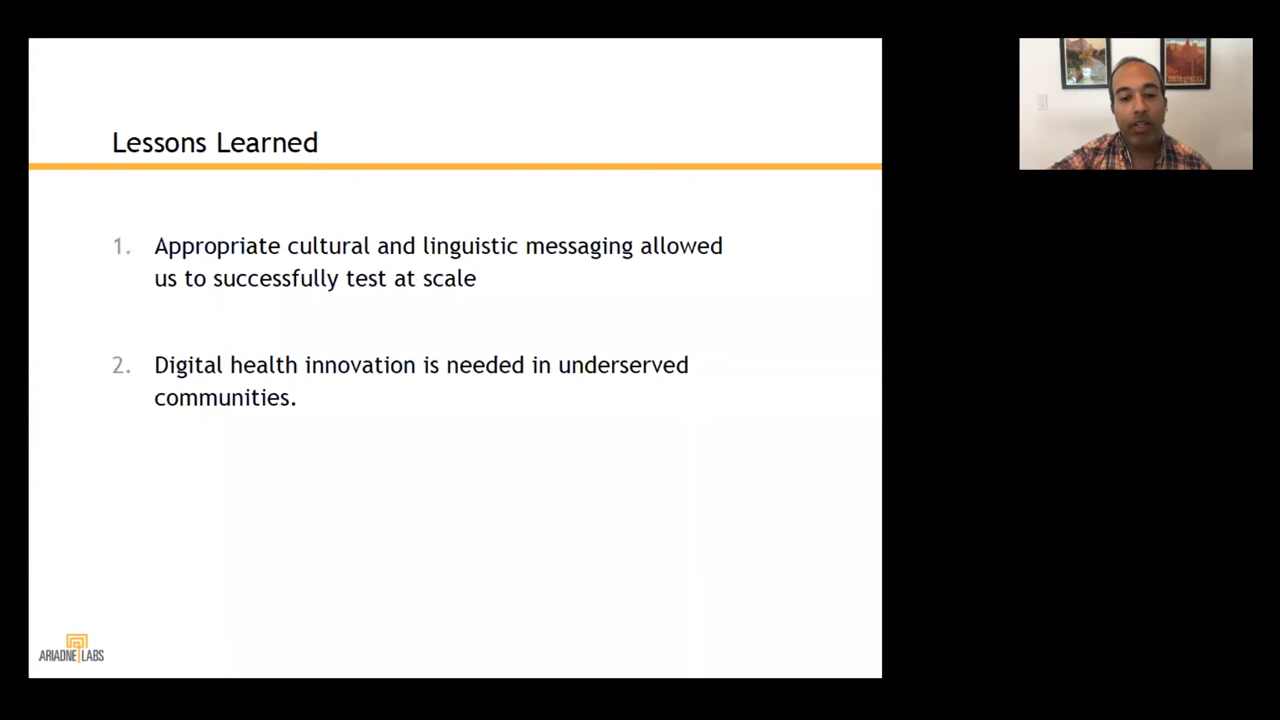 Lessons Learned
1. Appropriate cultural and linguistic messaging allowed
us to successfully test at scale
2. Digital health innovation is needed in underserved
communities.
ARIADNE LABS